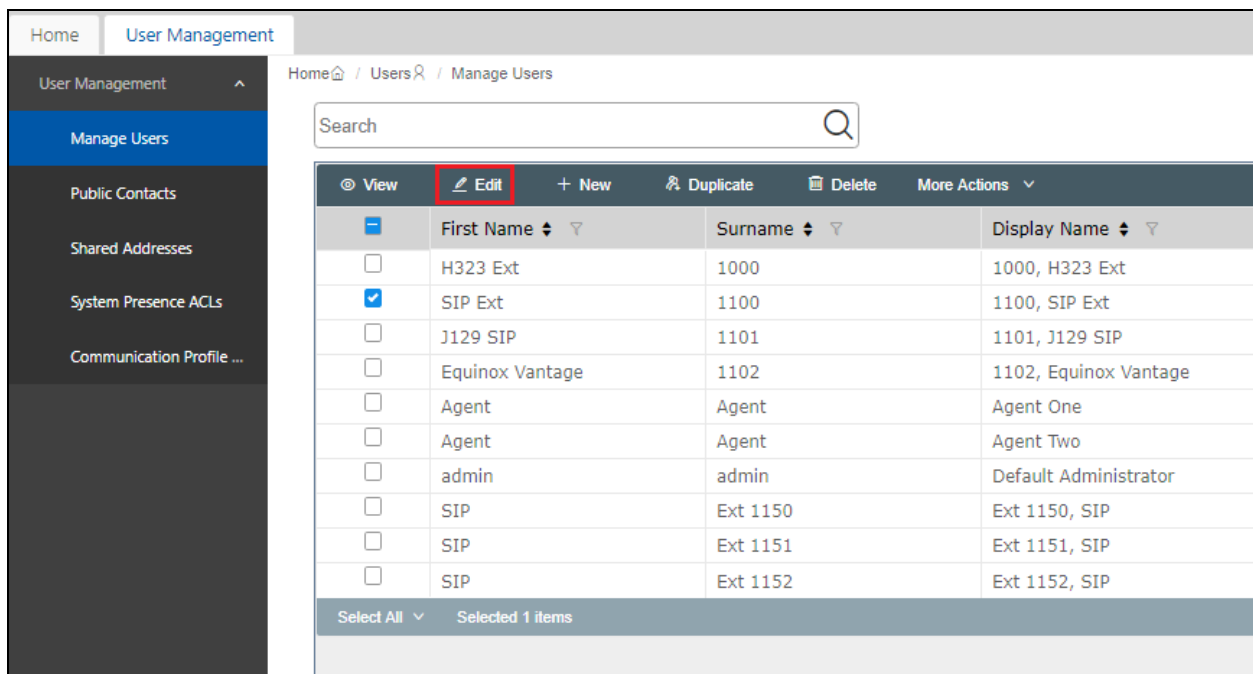 Home User Management
User Management
Home / Users / Manage Users
Manage Users
Public Contacts
Shared Addresses
System Presence ACLs
Communication Profile ...
Search
View Edit + New Duplicate Delete More Actions
First Name Surname Display Name
H323 Ext 1000 1000, H323 Ext
SIP Ext 1100 1100, SIP Ext
J129 SIP 1101 1101, J129 SIP
Equinox Vantage 1102 1102, Equinox Vantage
Agent Agent Agent One
Agent Agent Agent Two
admin admin Default Administrator
SIP Ext 1150 Ext 1150, SIP
SIP Ext 1151 Ext 1151, SIP
SIP Ext 1152 Ext 1152, SIP
Select All Selected 1 items